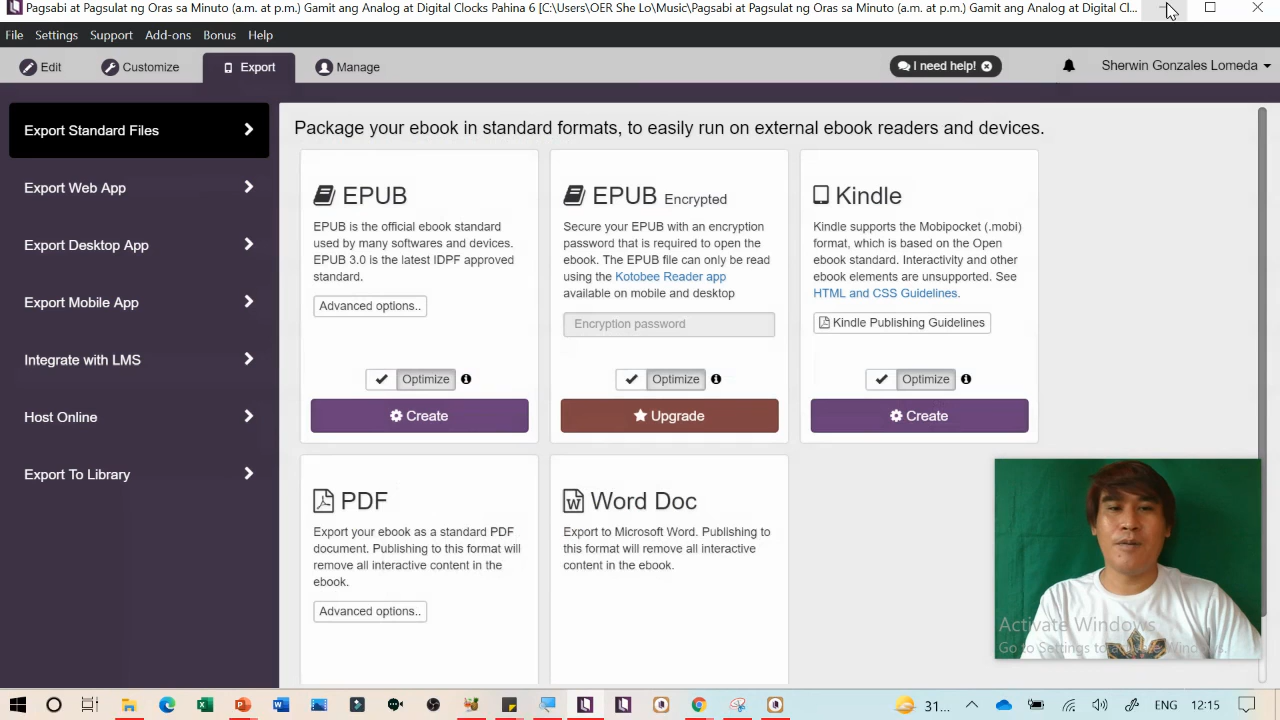 Pagsabi at Pagsulat ng Oras sa Minuto (a.m. at p.m.) Gamit ang Analog at Digital Clocks Pahina 6 [C:\Users\OER She Lo\Music\Pagsabi at Pagsulat ng Oras sa Minuto (a.m. at p.m.) Gamit ang Analog at Digital Cl...
File Settings Support Add-ons Bonus Help
Edit Customize Export Manage I need help! Sherwin Gonzales Lomeda
Export Standard Files
Export Web App
Export Desktop App
Export Mobile App
Integrate with LMS
Host Online
Export To Library
Package your ebook in standard formats, to easily run on external ebook readers and devices.
EPUB
EPUB is the official ebook standard
used by many softwares and devices.
EPUB 3.0 is the latest IDPF approved
standard.
Advanced options..
Optimize
Create
EPUB Encrypted
Secure your EPUB with an encryption
password that is required to open the
ebook. The EPUB file can only be read
using the Kotobee Reader app
available on mobile and desktop
Encryption password
Optimize
Upgrade
Kindle
Kindle supports the Mobipocket (.mobi)
format, which is based on the Open
ebook standard. Interactivity and other
ebook elements are unsupported. See
HTML and CSS Guidelines.
Kindle Publishing Guidelines
Optimize
Create
PDF
Export your ebook as a standard PDF
document. Publishing to this format will
remove all interactive content in the
ebook.
Advanced options..
Word Doc
Export to Microsoft Word. Publishing to
this format will remove all interactive
content in the ebook.
Activate Windows
Go to Settings to activate Windows.
31... ENG 12:15